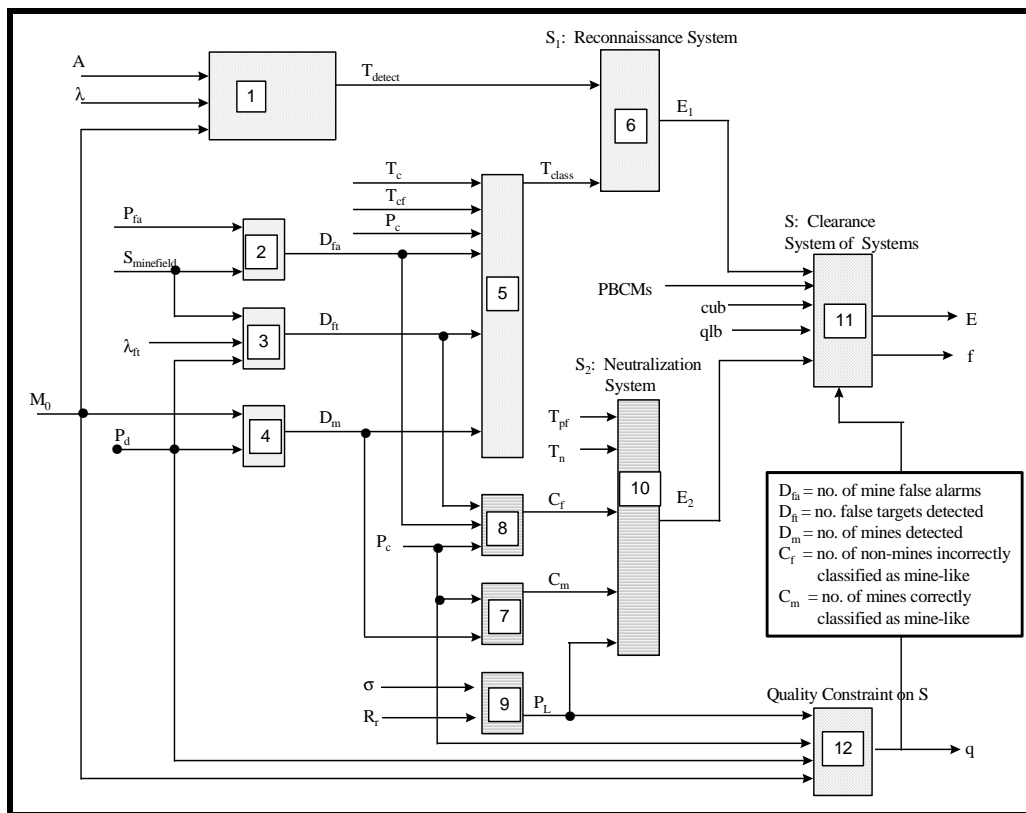 S1: Reconnaissance System
A
Tdetect
λ
1
E1
6
Tc
Tclass
Tcf
Pfa
Pc
S: Clearance
System of Systems
2
Dfa
Sminefield
5
PBCMs
cub
11
E
Dft
qlb
3
λft
f
S2: Neutralization
System
M0
Tpf
Dm
4
Pd
Tn
10
E2
Cf
8
Pc
Cm
7
Dfa = no. of mine false alarms
Dft = no. false targets detected
Dm = no. of mines detected
Cf = no. of non-mines incorrectly
classified as mine-like
Cm = no. of mines correctly
classified as mine-like
σ
9
PL
Rr
Quality Constraint on S
12
q